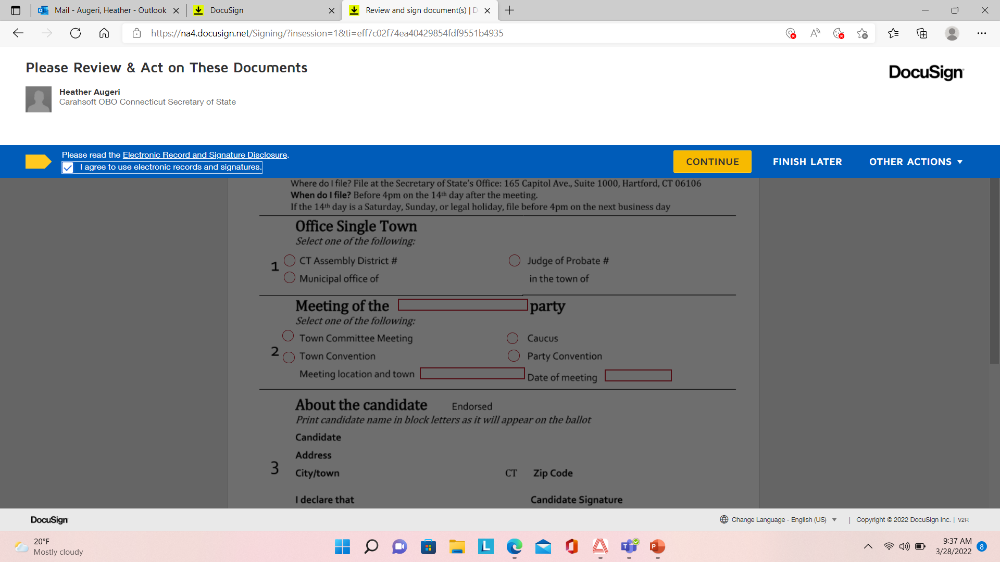 Mail - Augeri, Heather - Outlook
DocuSign
Review and sign document(s) | D
https://na4.docusign.net/Signing/?insession=1&ti=eff7c02f74ea40429854fdf9551b4935
Please Review & Act on These Documents
DocuSign
Heather Augeri
Carahsoft OBO Connecticut Secretary of State
Please read the Electronic Record and Signature Disclosure.
I agree to use electronic records and signatures.
CONTINUE
FINISH LATER
OTHER ACTIONS
Where do I file? File at the Secretary of State’s Office: 165 Capitol Ave., Suite 1000, Hartford, CT 06106
When do I file? Before 4pm on the 14th day after the meeting.
If the 14th day is a Saturday, Sunday, or legal holiday, file before 4pm on the next business day
Office Single Town
Select one of the following:
1
CT Assembly District #
Judge of Probate #
Municipal office of
in the town of
Meeting of the party
Select one of the following:
2
Town Committee Meeting
Caucus
Town Convention
Party Convention
Meeting location and town
Date of meeting
About the candidate Endorsed
Print candidate name in block letters as it will appear on the ballot
3
Candidate
Address
City/town CT Zip Code
I declare that
Candidate Signature
DocuSign
Change Language - English (US)
| Copyright © 2022 DocuSign Inc. | V2R
20°F
Mostly cloudy
9:37 AM
3/28/2022
8